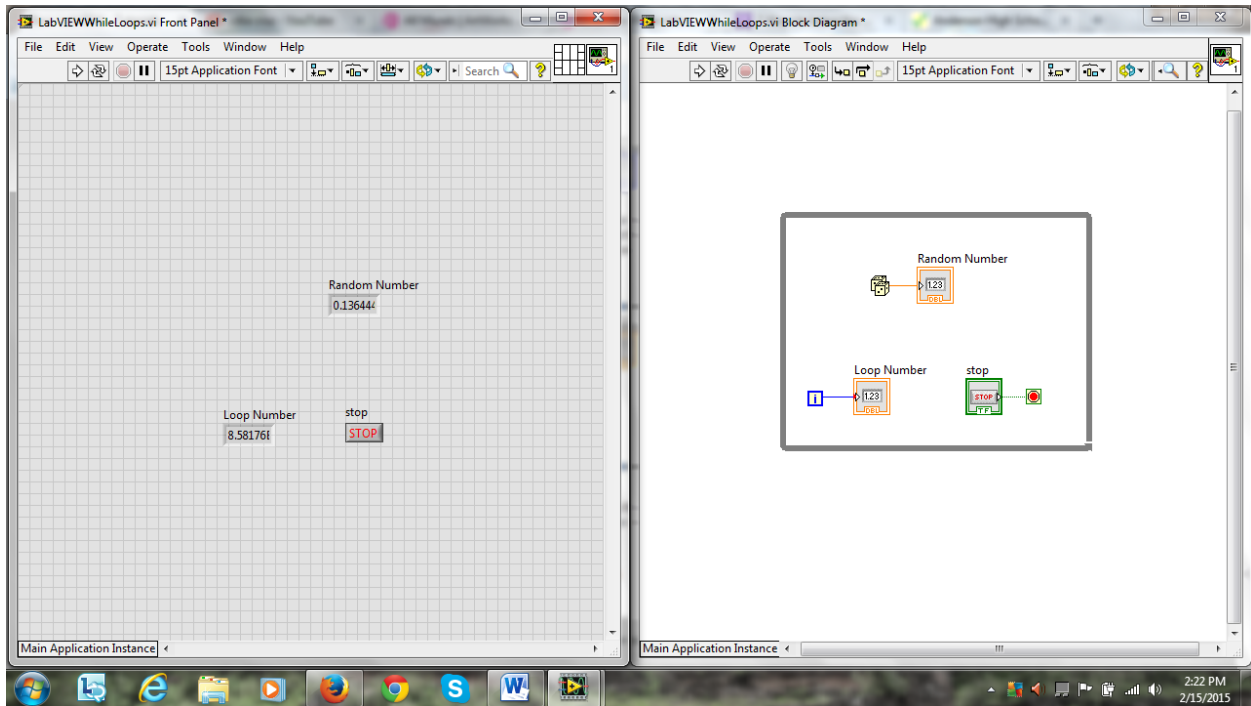 LabVIEWWhileLoops.vi Front Panel *
File Edit View Operate Tools Window Help
15pt Application Font
Search
1
Random Number
0.136444
Loop Number
8.58176
stop
STOP
Main Application Instance
LabVIEWWhileLoops.vi Block Diagram *
File Edit View Operate Tools Window Help
15pt Application Font
1
Random Number
1.23
DBL
Loop Number
stop
i
1.23
STOP
DBL
TF
Main Application Instance
2:22 PM
2/15/2015